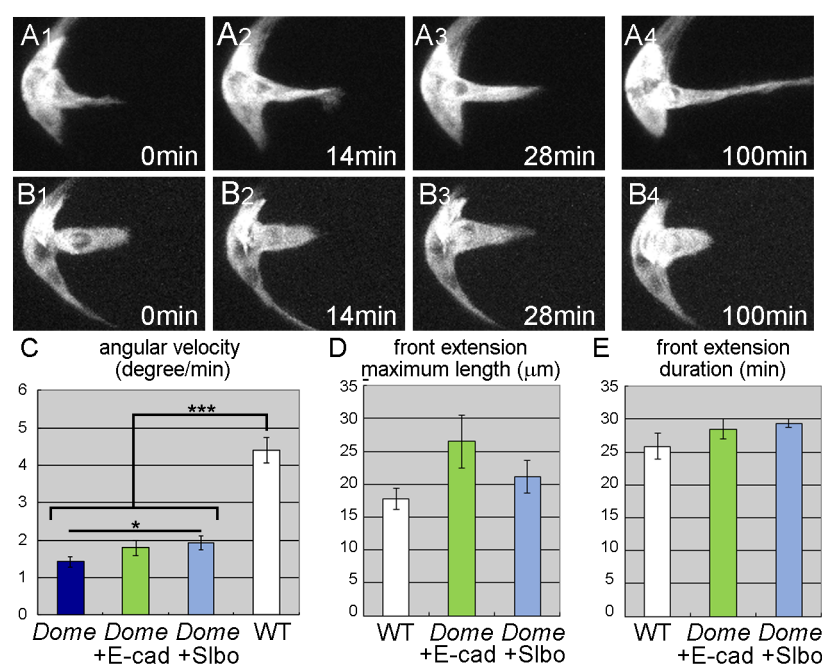 A1 A2 A3 A4
0min 14min 28min 100min
B1 B2 B3 B4
0min 14min 28min 100min
C angular velocity
(degree/min)
6
5
4
3
2
1
0
***
*
Dome Dome Dome WT
+E-cad +Slbo
D front extension
maximum length (μm)
35
30
25
20
15
10
5
0
WT Dome Dome
+E-cad +Slbo
E front extension
duration (min)
35
30
25
20
15
10
5
0
WT Dome Dome
+E-cad +Slbo